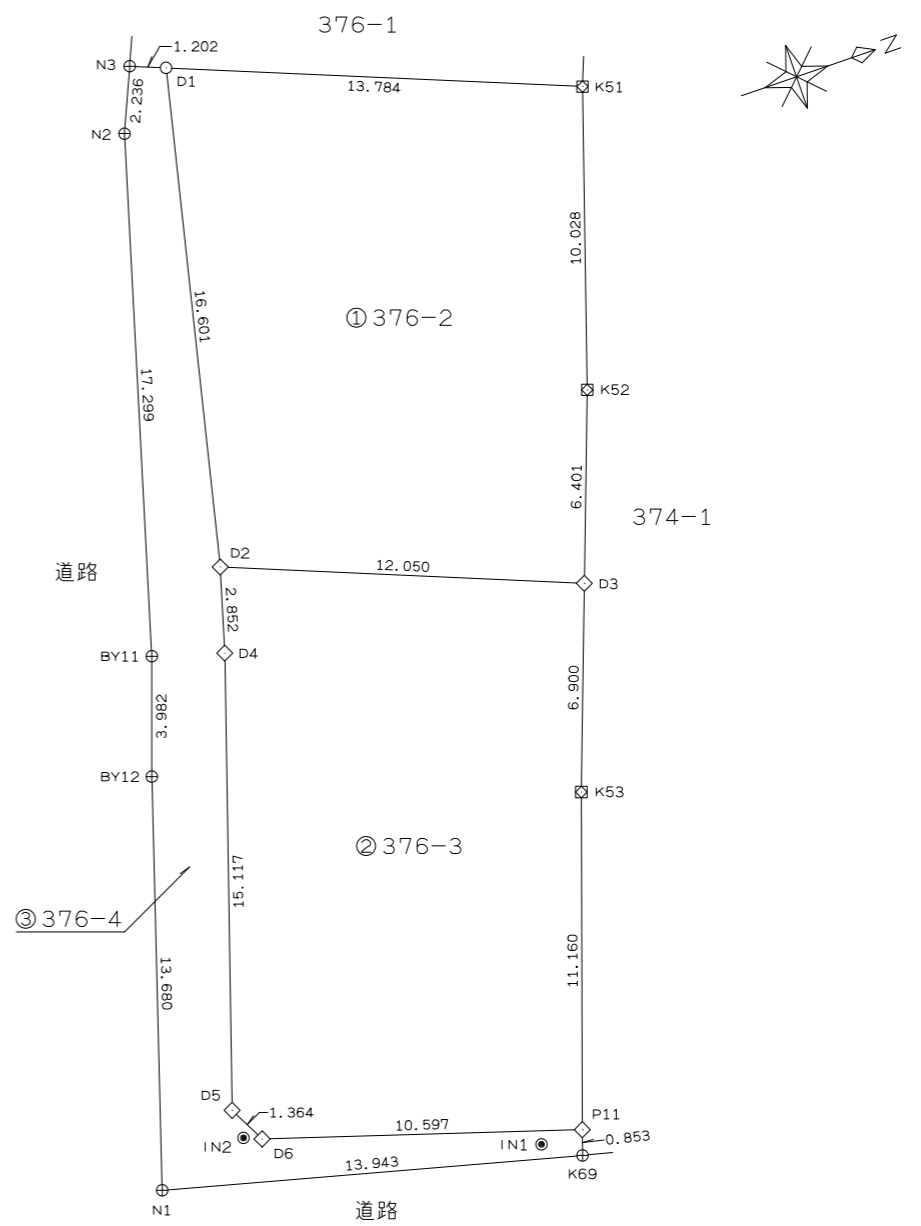 376-1
N3
1.202
D1
13.784
K51
Z
2.236
N2
10.028
16.601
①376-2
17.299
K52
6.401
374-1
道路
D2
12.050
D3
2.852
BY11
D4
6.900
3.982
BY12
K53
②376-3
15.117
③376-4
11.160
13.680
D5
1.364
P11
10.597
IN2
D6
IN1
0.853
13.943
K69
N1
道路